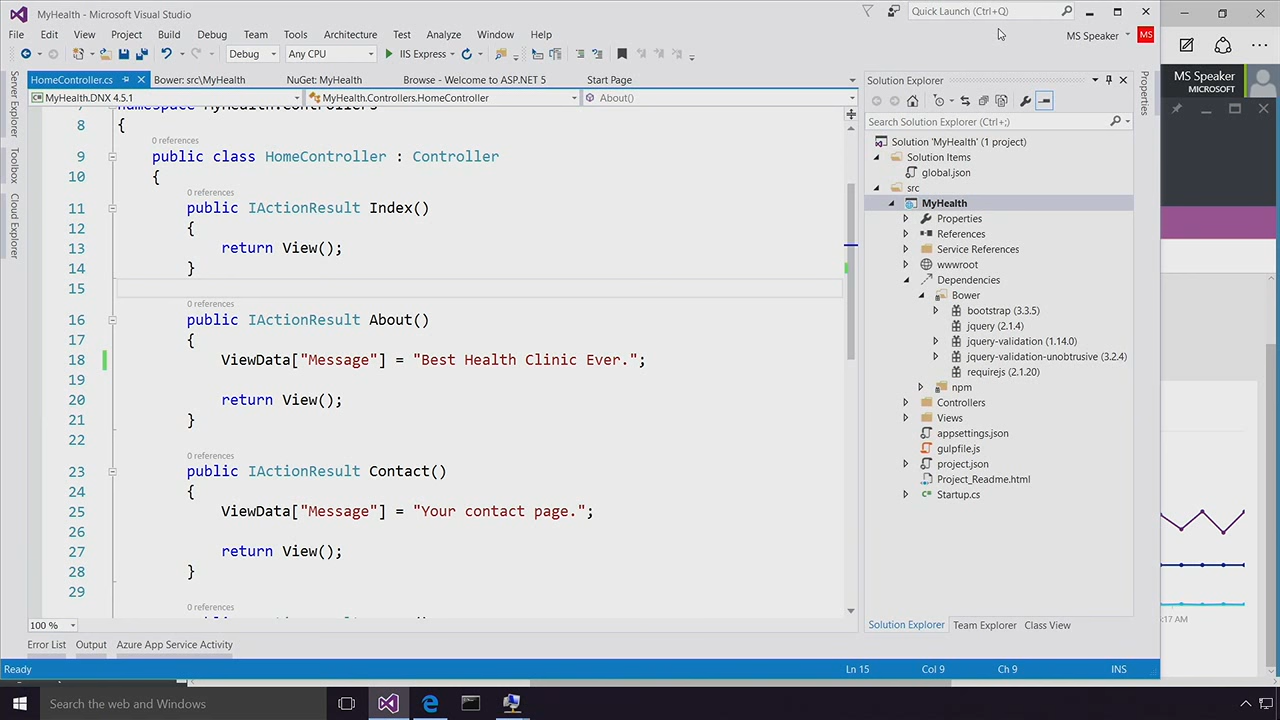 MyHealth - Microsoft Visual Studio
Quick Launch (Ctrl+Q)
File Edit View Project Build Debug Team Tools Architecture Test Analyze Window Help
MS Speaker
MS
Debug
Any CPU
IIS Express
MS Speaker
MICROSOFT
HomeController.cs
Bower: src\MyHealth
NuGet: MyHealth
Browse - Welcome to ASP.NET 5
Start Page
MyHealth.DNX 4.5.1
MyHealth.Controllers.HomeController
About()
Server Explorer
Toolbox
Cloud Explorer
7 namespace MyHealth.Controllers
8 {
0 references
9 public class HomeController : Controller
10 {
0 references
11 public IActionResult Index()
12 {
13 return View();
14 }
15
0 references
16 public IActionResult About()
17 {
18 ViewData["Message"] = "Best Health Clinic Ever.";
19
20 return View();
21 }
22
0 references
23 public IActionResult Contact()
24 {
25 ViewData["Message"] = "Your contact page.";
26
27 return View();
28 }
29
0 references
100 %
Error List
Output
Azure App Service Activity
Solution Explorer
Search Solution Explorer (Ctrl+;)
Solution 'MyHealth' (1 project)
Solution Items
global.json
src
MyHealth
Properties
References
Service References
wwwroot
Dependencies
Bower
bootstrap (3.3.5)
jquery (2.1.4)
jquery-validation (1.14.0)
jquery-validation-unobtrusive (3.2.4)
requirejs (2.1.20)
npm
Controllers
Views
appsettings.json
gulpfile.js
project.json
Project_Readme.html
Startup.cs
Solution Explorer
Team Explorer
Class View
Properties
:17 AM
Ready
Ln 15
Col 9
Ch 9
INS
Search the web and Windows